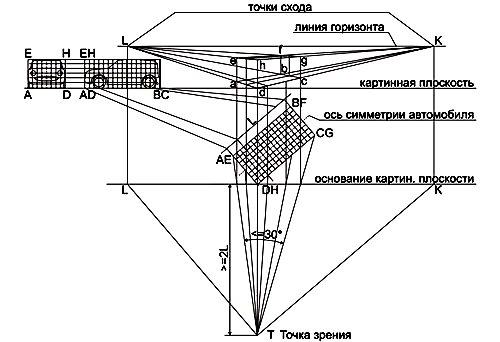 точки схода
линия горизонта
L
K
E
H
EH
e
f
g
h
b
a
d
c
картинная плоскость
A
D
AD
BC
BF
ось симметрии автомобиля
CG
AE
DH
основание картин. плоскости
L
K
<=30°
>=2L
T Точка зрения